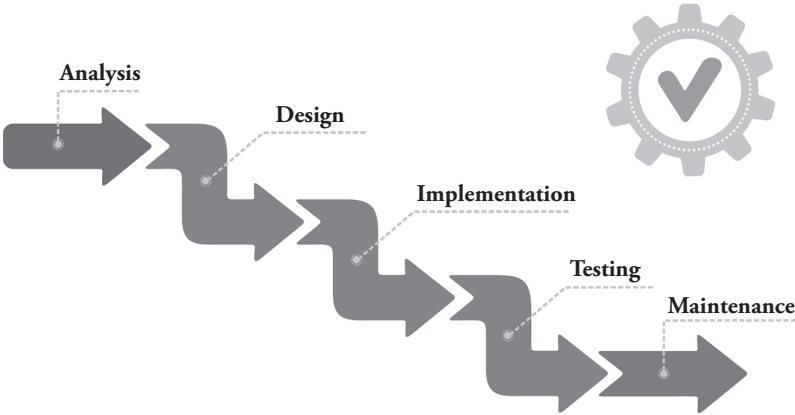 Analysis
Design
Implementation
Testing
Maintenance